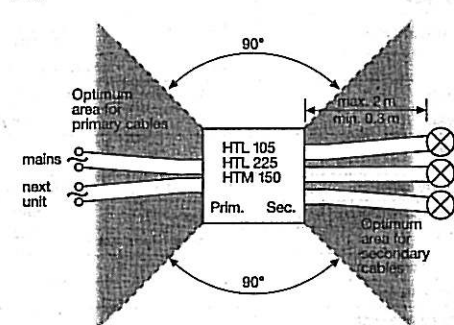 90°
Optimum
area for
primary cables
max. 2 m
min. 0.3 m
mains
next
unit
HTL 105
HTL 225
HTM 150
Prim. Sec.
Optimum
area for
secondary
cables
90°